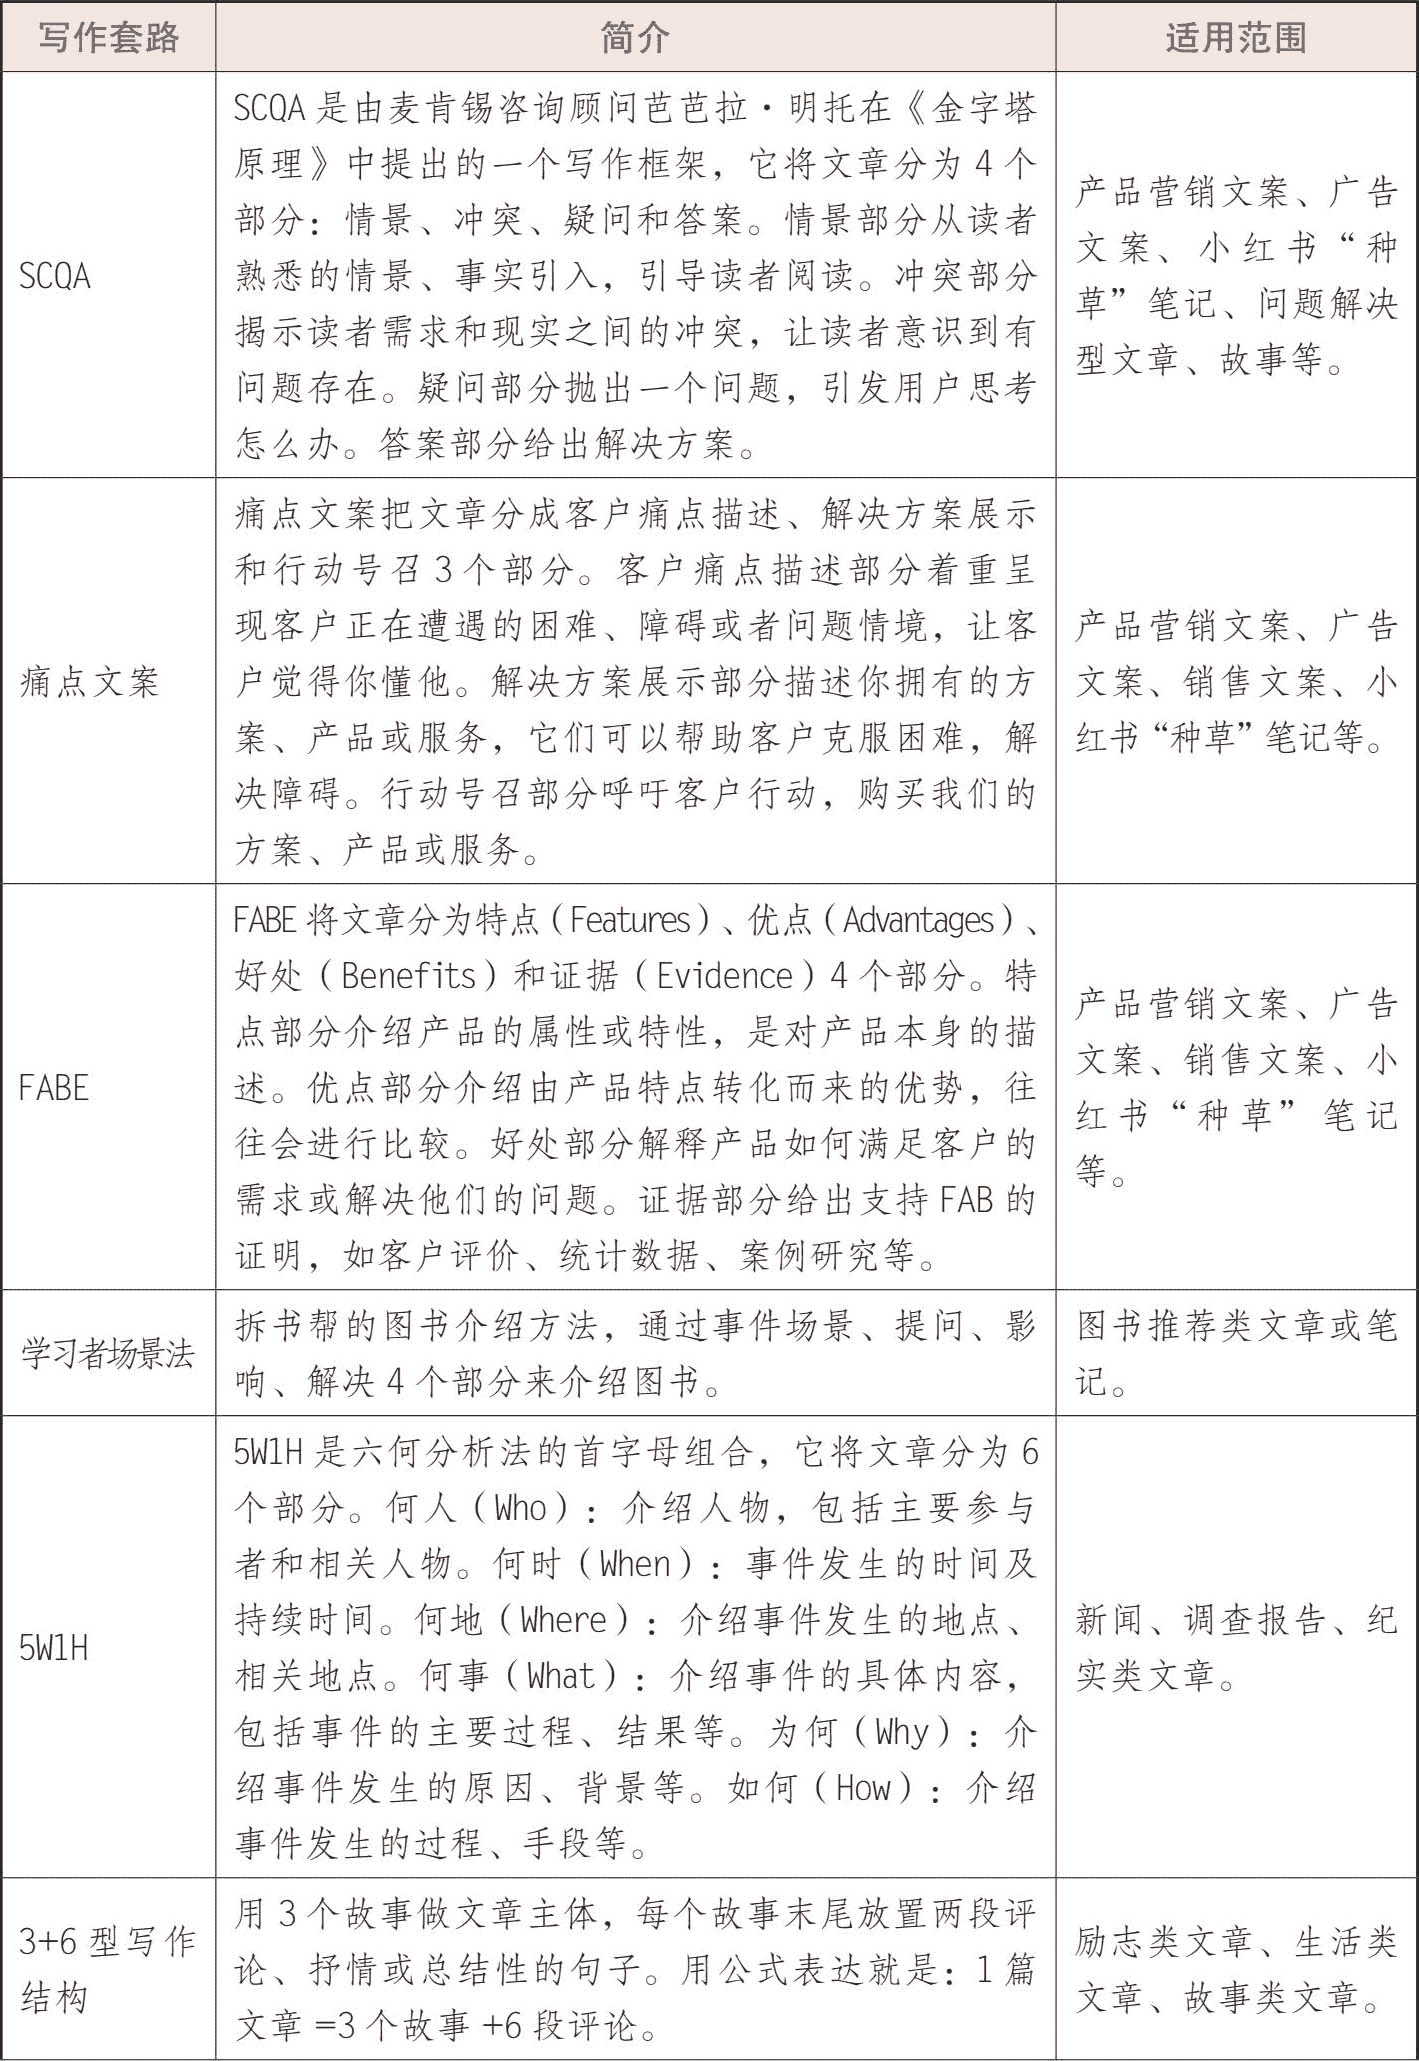 写作套路
简介
适用范围
SCQA
SCQA 是由麦肯锡咨询顾问芭芭拉·明托在《金字塔
原理》中提出的一个写作框架，它将文章分为 4 个
部分：情景、冲突、疑问和答案。情景部分从读者
熟悉的情景、事实引入，引导读者阅读。冲突部分
揭示读者需求和现实之间的冲突，让读者意识到有
问题存在。疑问部分抛出一个问题，引发用户思考
怎么办。答案部分给出解决方案。
产品营销文案、广告
文案、小红书“种
草”笔记、问题解决
型文章、故事等。
痛点文案
痛点文案把文章分成客户痛点描述、解决方案展示
和行动号召 3 个部分。客户痛点描述部分着重呈
现客户正在遭遇的困难、障碍或者问题情境，让客
户觉得你懂他。解决方案展示部分描述你拥有的方
案、产品或服务，它们可以帮助客户克服困难，解
决障碍。行动号召部分呼吁客户行动，购买我们的
方案、产品或服务。
产品营销文案、广告
文案、销售文案、小
红书“种草”笔记等。
FABE
FABE 将文章分为特点（Features）、优点（Advantages）、
好处（Benefits）和证据（Evidence）4 个部分。特
点部分介绍产品的属性或特性，是对产品本身的描
述。优点部分介绍由产品特点转化而来的优势，往
往会进行比较。好处部分解释产品如何满足客户的
需求或解决他们的问题。证据部分给出支持 FAB 的
证明，如客户评价、统计数据、案例研究等。
产品营销文案、广告
文案、销售文案、小
红书“种草”笔记
等。
学习者场景法
拆书帮的图书介绍方法，通过事件场景、提问、影
响、解决 4 个部分来介绍图书。
图书推荐类文章或笔
记。
5W1H
5W1H 是六何分析法的首字母组合，它将文章分为 6
个部分。何人（Who）：介绍人物，包括主要参与
者和相关人物。何时（When）：事件发生的时间及
持续时间。何地（Where）：介绍事件发生的地点、
相关地点。何事（What）：介绍事件的具体内容，
包括事件的主要过程、结果等。为何（Why）：介
绍事件发生的原因、背景等。如何（How）：介绍
事件发生的过程、手段等。
新闻、调查报告、纪
实类文章。
3+6 型写作
结构
用 3 个故事做文章主体，每个故事末尾放置两段评
论、抒情或总结性的句子。用公式表达就是：1 篇
文章 =3 个故事 +6 段评论。
励志类文章、生活类
文章、故事类文章。